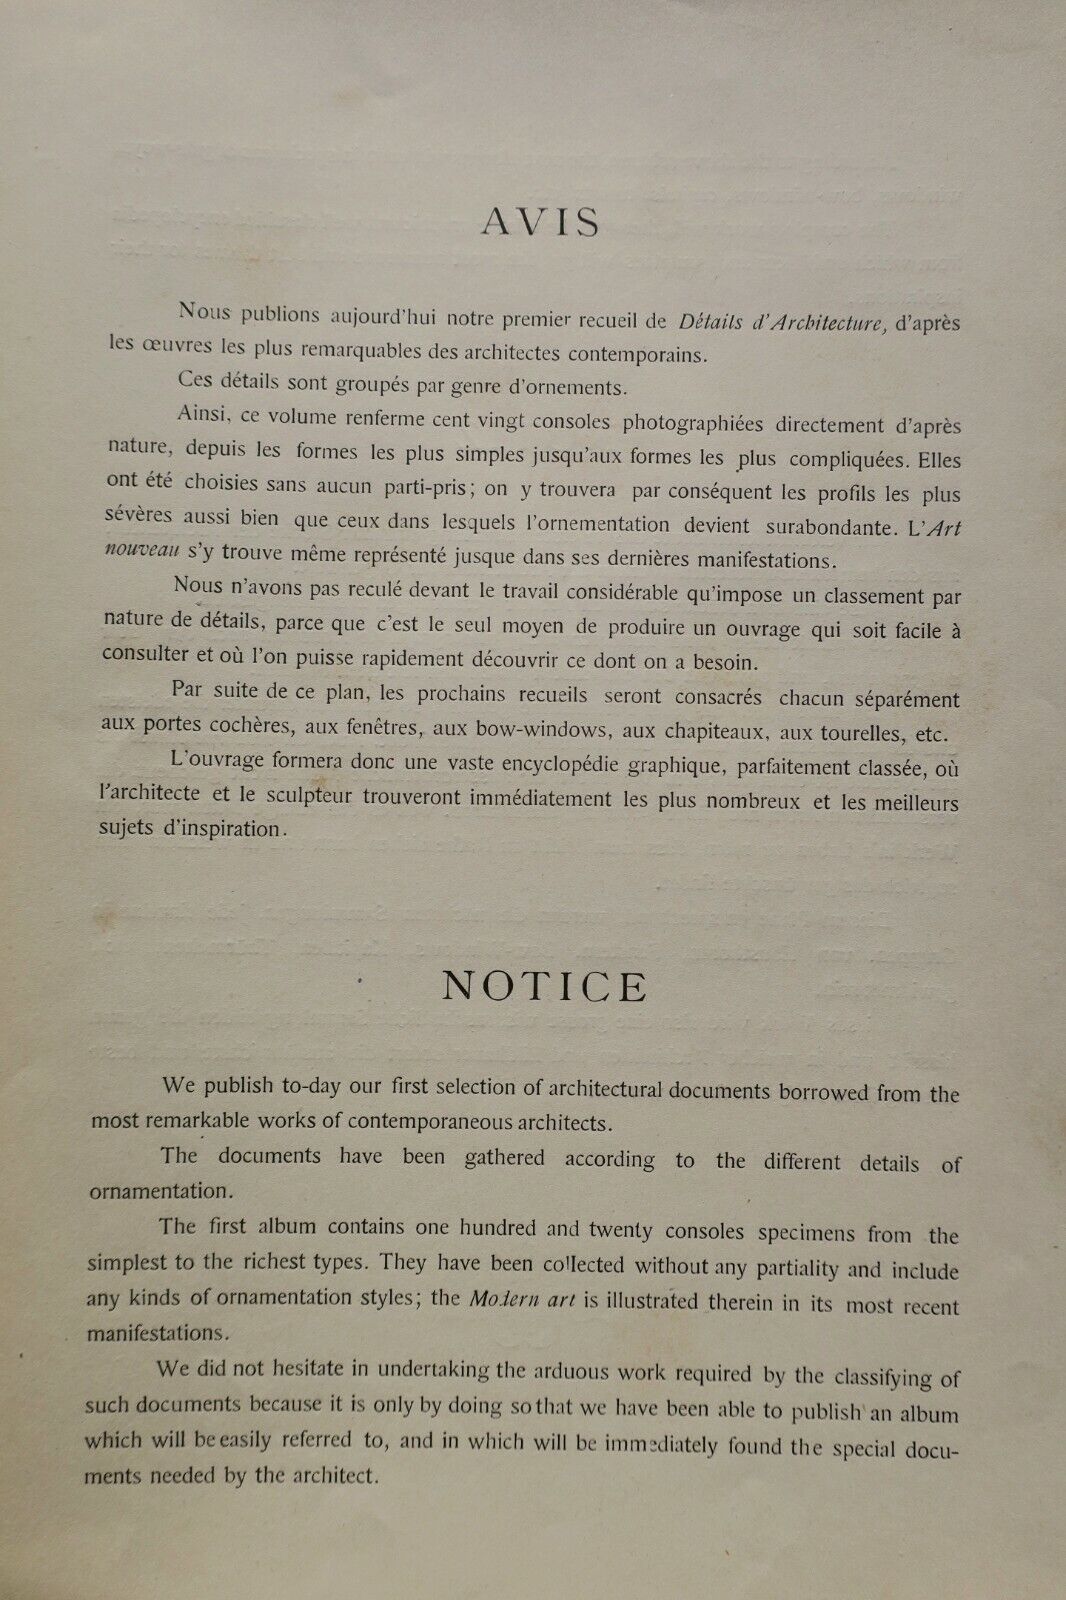 AVIS
Nous publions aujourd'hui notre premier recueil de Détails d'Architecture, d'après
les œuvres les plus remarquables des architectes contemporains.
Ces détails sont groupés par genre d'ornements.
Ainsi, ce volume renferme cent vingt consoles photographiées directement d'après
nature, depuis les formes les plus simples jusqu'aux formes les plus compliquées. Elles
ont été choisies sans aucun parti-pris; on y trouvera par conséquent les profils les plus
sévères aussi bien que ceux dans lesquels l'ornementation devient surabondante. L'Art
nouveau s'y trouve même représenté jusque dans ses dernières manifestations.
Nous n'avons pas reculé devant le travail considérable qu'impose un classement par
nature de détails, parce que c'est le seul moyen de produire un ouvrage qui soit facile à
consulter et où l'on puisse rapidement découvrir ce dont on a besoin.
Par suite de ce plan, les prochains recueils seront consacrés chacun séparément
aux portes cochères, aux fenêtres, aux bow-windows, aux chapiteaux, aux tourelles, etc.
L'ouvrage formera donc une vaste encyclopédie graphique, parfaitement classée, où
l'architecte et le sculpteur trouveront immédiatement les plus nombreux et les meilleurs
sujets d'inspiration.
NOTICE
We publish to-day our first selection of architectural documents borrowed from the
most remarkable works of contemporaneous architects.
The documents have been gathered according to the different details of
ornamentation.
The first album contains one hundred and twenty consoles specimens from the
simplest to the richest types. They have been collected without any partiality and include
any kinds of ornamentation styles; the Modern art is illustrated therein in its most recent
manifestations.
We did not hesitate in undertaking the arduous work required by the classifying of
such documents because it is only by doing so that we have been able to publish an album
which will be easily referred to, and in which will be immediately found the special docu-
ments needed by the architect.